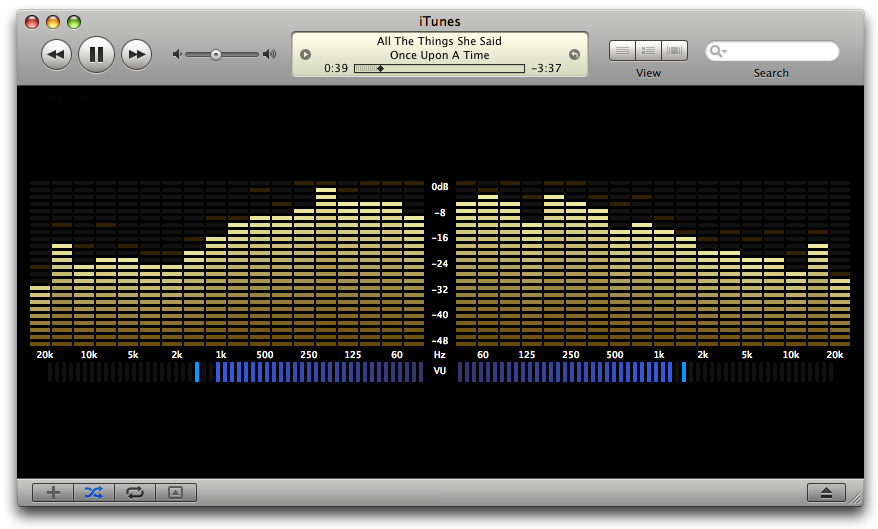 iTunes
All The Things She Said
Once Upon A Time
0:39 -3:37
View
Search
0dB
-8
-16
-24
-32
-40
-48
20k 10k 5k 2k 1k 500 250 125 60 Hz 60 125 250 500 1k 2k 5k 10k 20k
VU